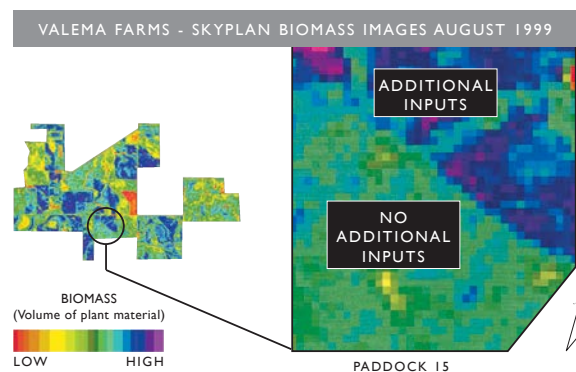 VALEMA FARMS - SKYPLAN BIOMASS IMAGES AUGUST 1999
ADDITIONAL
INPUTS
NO
ADDITIONAL
INPUTS
BIOMASS
(Volume of plant material)
LOW HIGH
PADDOCK 15